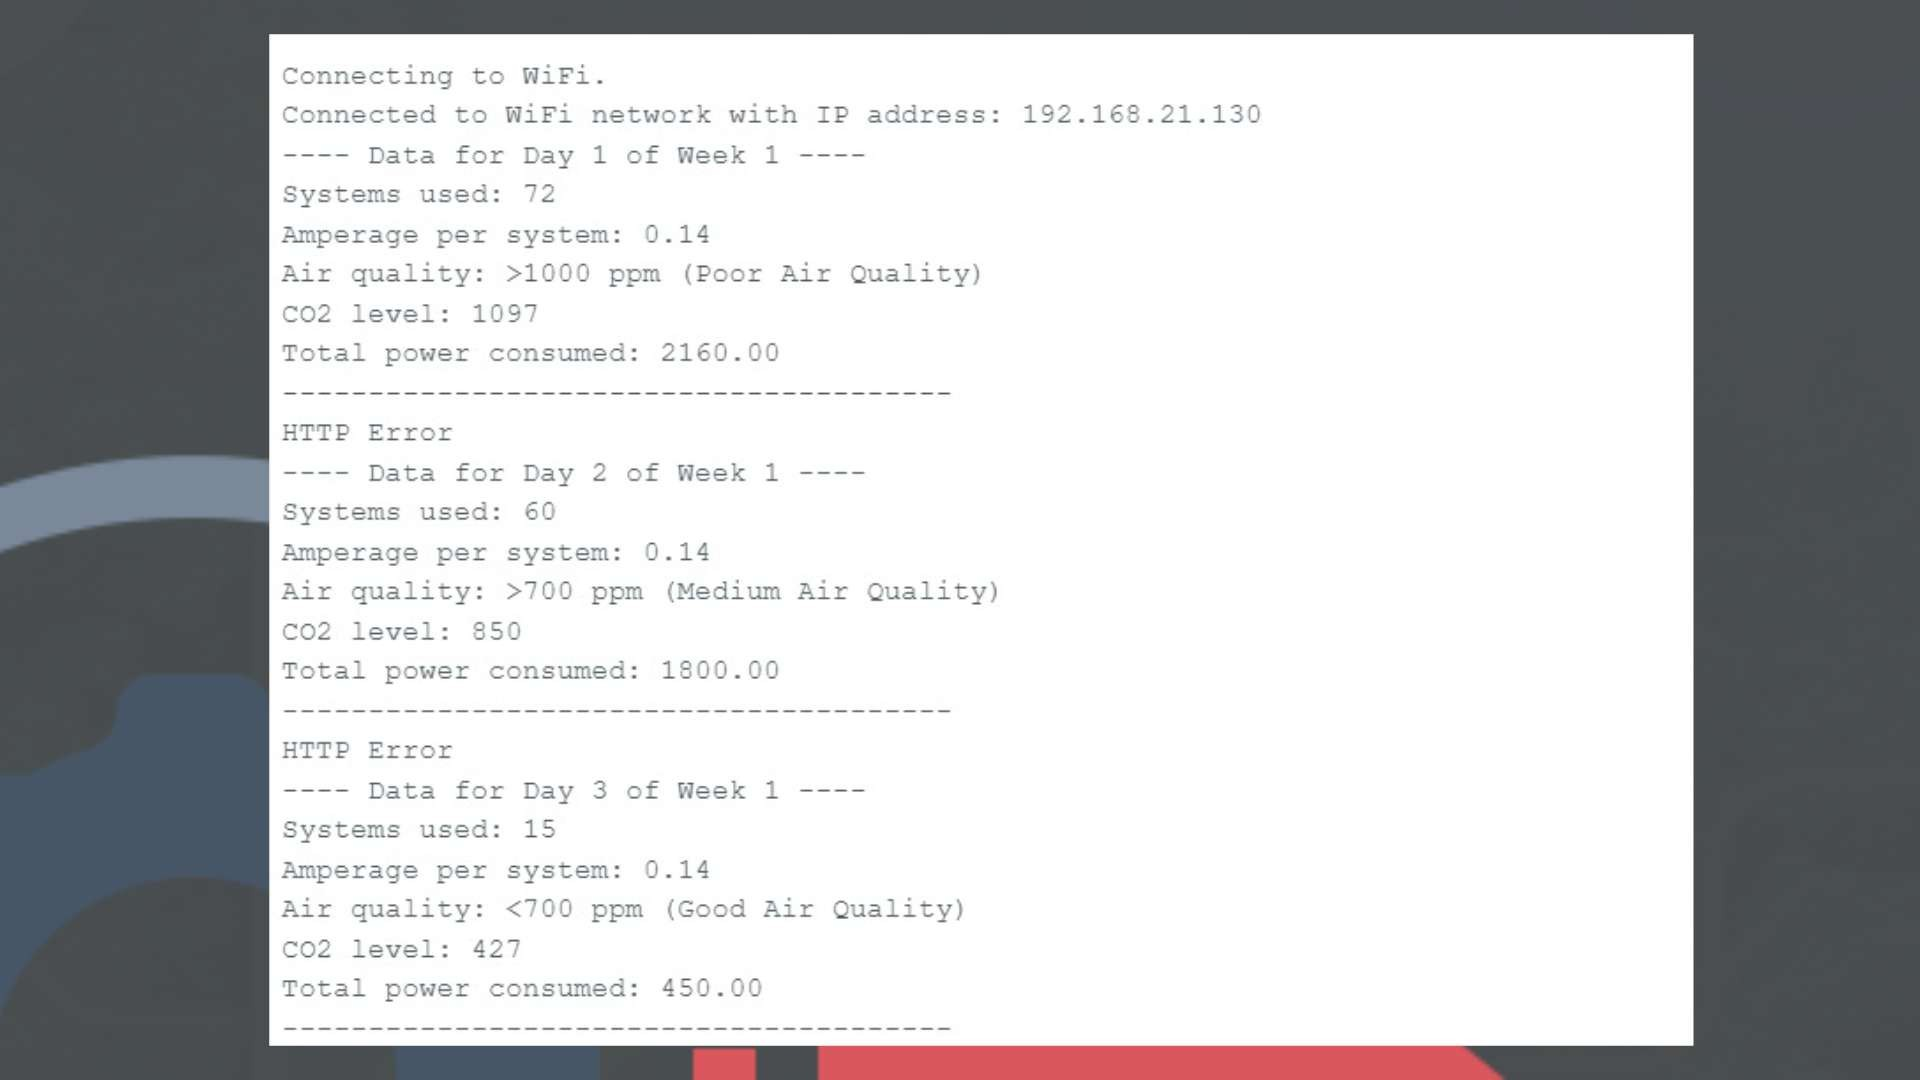 Connecting to WiFi.
Connected to WiFi network with IP address: 192.168.21.130
---- Data for Day 1 of Week 1 ----
Systems used: 72
Amperage per system: 0.14
Air quality: >1000 ppm (Poor Air Quality)
CO2 level: 1097
Total power consumed: 2160.00
---------------------------------------
HTTP Error
---- Data for Day 2 of Week 1 ----
Systems used: 60
Amperage per system: 0.14
Air quality: >700 ppm (Medium Air Quality)
CO2 level: 850
Total power consumed: 1800.00
---------------------------------------
HTTP Error
---- Data for Day 3 of Week 1 ----
Systems used: 15
Amperage per system: 0.14
Air quality: <700 ppm (Good Air Quality)
CO2 level: 427
Total power consumed: 450.00
---------------------------------------